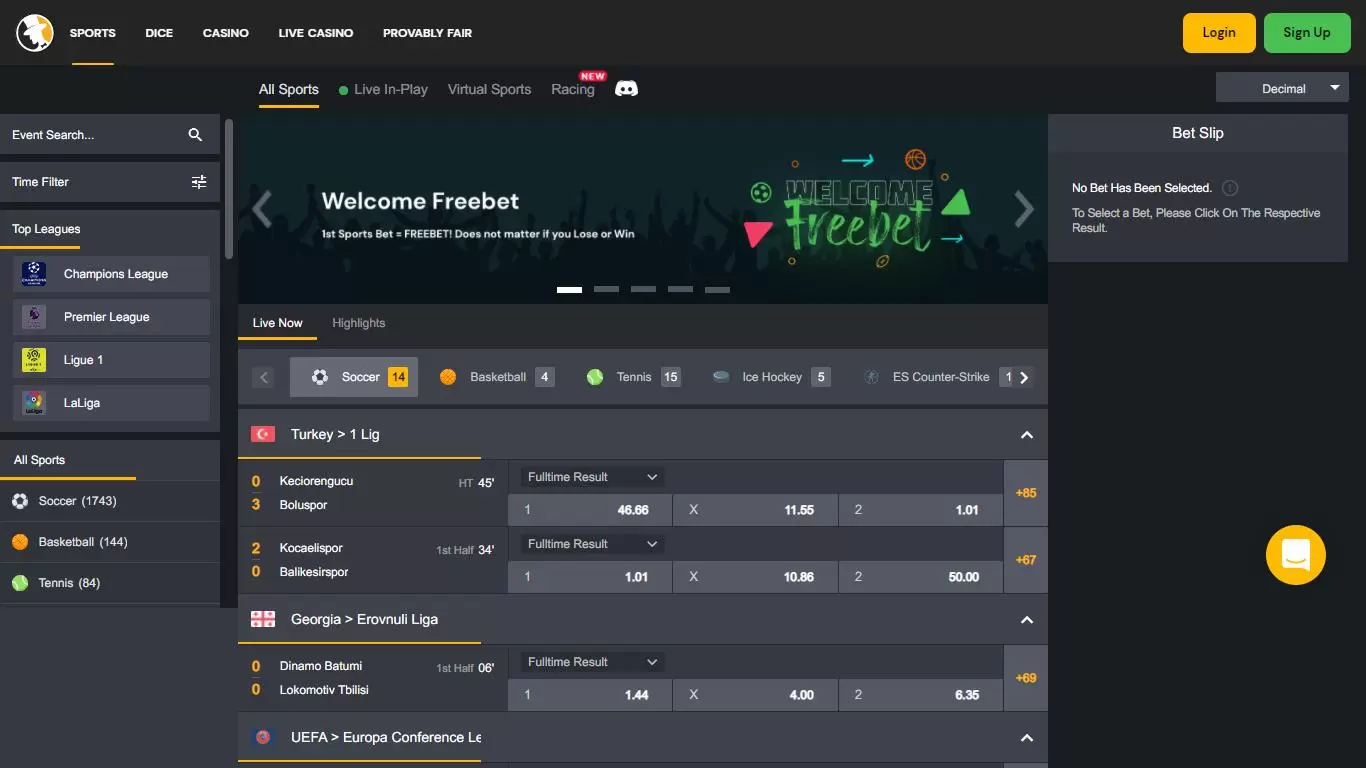 SPORTS
DICE
CASINO
LIVE CASINO
PROVABLY FAIR
Login
Sign Up
All Sports
Live In-Play
Virtual Sports
Racing
NEW
Decimal
Event Search...
Time Filter
Top Leagues
Champions League
Premier League
Ligue 1
LaLiga
All Sports
Soccer (1743)
Basketball (144)
Tennis (84)
Welcome Freebet
1st Sports Bet = FREEBET! Does not matter if you Lose or Win
WELCOME
Freebet
Live Now
Highlights
Soccer 14
Basketball 4
Tennis 15
Ice Hockey 5
ES Counter-Strike 1
Turkey > 1 Lig
0 Keciorengucu
HT 45'
3 Boluspor
Fulltime Result
1 46.66
X 11.55
2 1.01
+85
2 Kocaelispor
1st Half 34'
0 Balikesirspor
Fulltime Result
1 1.01
X 10.86
2 50.00
+67
Georgia > Erovnuli Liga
0 Dinamo Batumi
1st Half 06'
0 Lokomotiv Tbilisi
Fulltime Result
1 1.44
X 4.00
2 6.35
+69
UEFA > Europa Conference Le
Bet Slip
No Bet Has Been Selected.
To Select a Bet, Please Click On The Respective
Result.